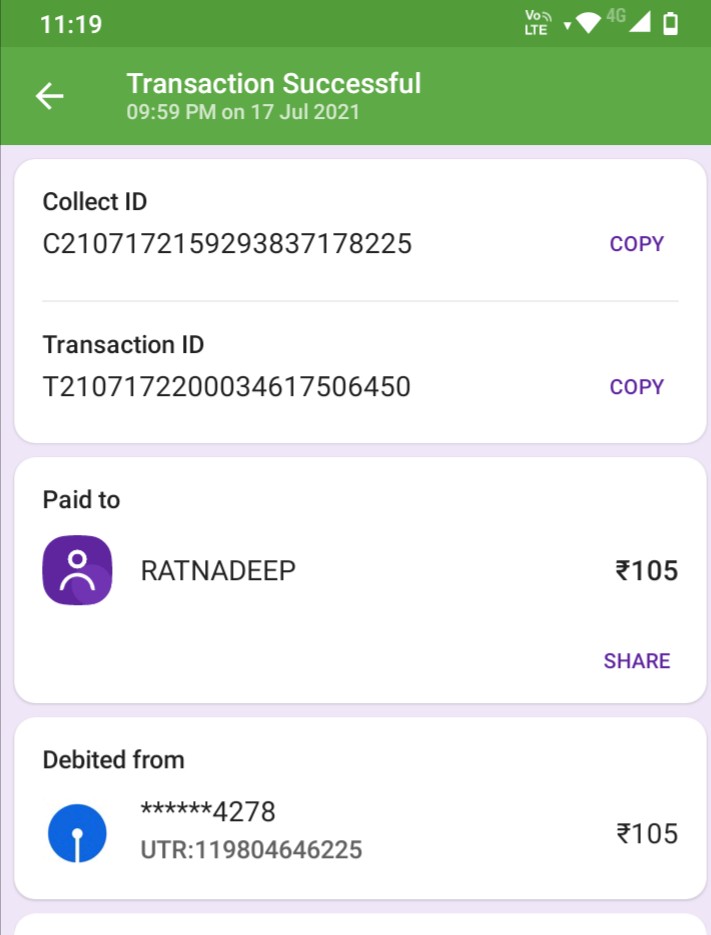 11:19
Vo
LTE
4G
Transaction Successful
09:59 PM on 17 Jul 2021
Collect ID
C2107172159293837178225 COPY
Transaction ID
T2107172200034617506450 COPY
Paid to
RATNADEEP ₹105
SHARE
Debited from
******4278
UTR:119804646225 ₹105